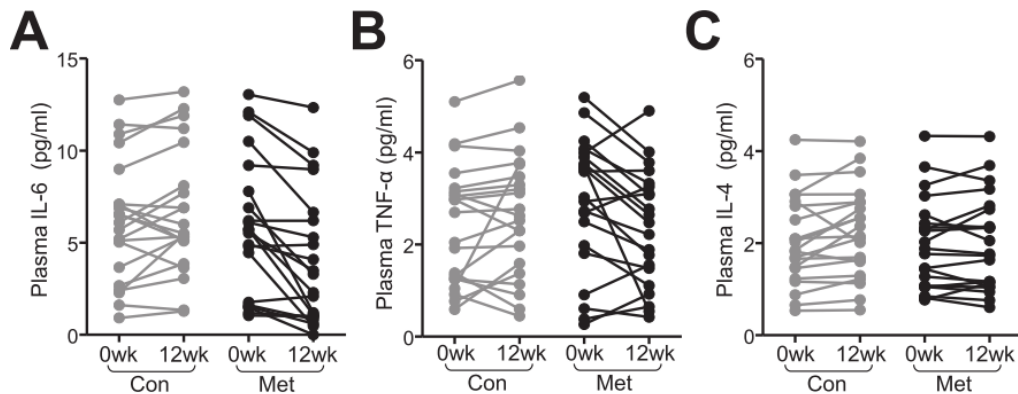 A
Plasma IL-6 (pg/ml)
15
10
5
0
0wk 12wk 0wk 12wk
Con Met
B
Plasma TNF-α (pg/ml)
6
4
2
0
0wk 12wk 0wk 12wk
Con Met
C
Plasma IL-4 (pg/ml)
6
4
2
0
0wk 12wk 0wk 12wk
Con Met